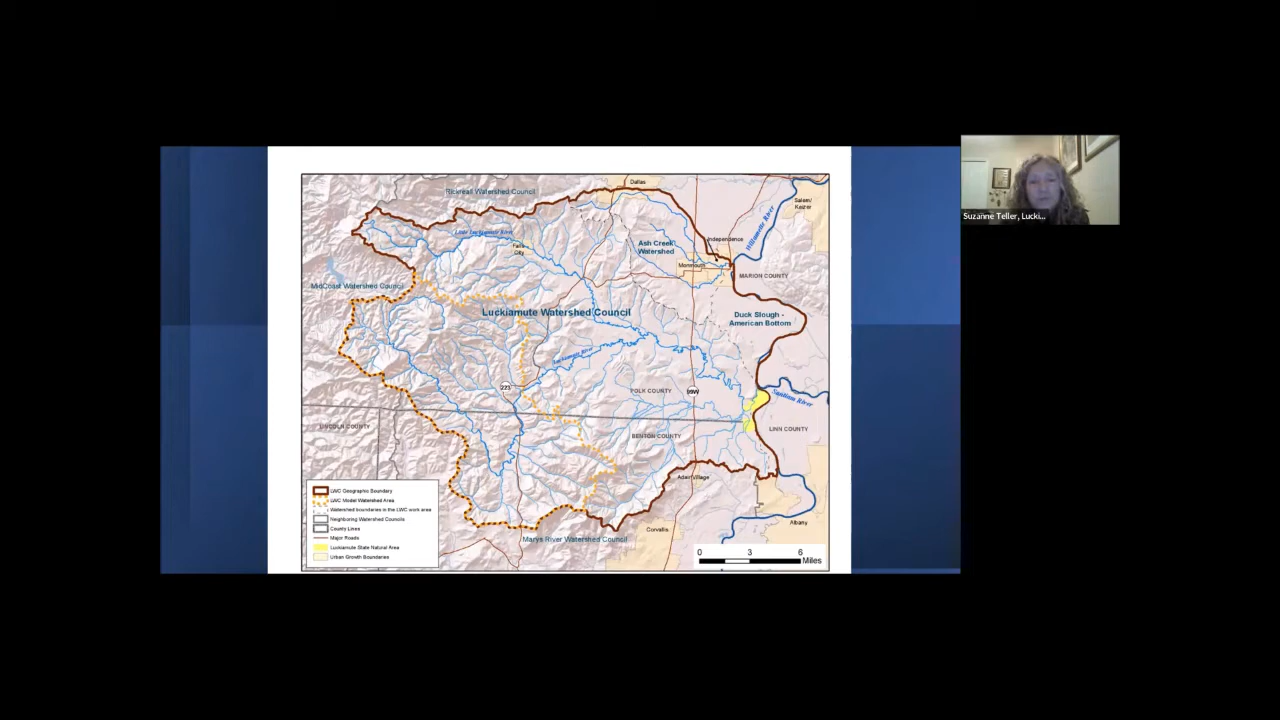 Suzanne Teller, Lucki...
Rickreall Watershed Council
Dallas
Salem/
Keizer
Willamette River
Little Luckiamute River
Falls
City
Ash Creek
Watershed
Independence
Monmouth
MARION COUNTY
MidCoast Watershed Council
Luckiamute Watershed Council
Duck Slough -
American Bottom
Luckiamute River
223
POLK COUNTY
99W
Santiam River
LINCOLN COUNTY
BENTON COUNTY
LINN COUNTY
Adair Village
Albany
Corvallis
Marys River Watershed Council
LWC Geographic Boundary
LWC Model Watershed Area
Watershed boundaries in the LWC work area
Neighboring Watershed Councils
County Lines
Major Roads
Luckiamute State Natural Area
Urban Growth Boundaries
0 3 6
Miles